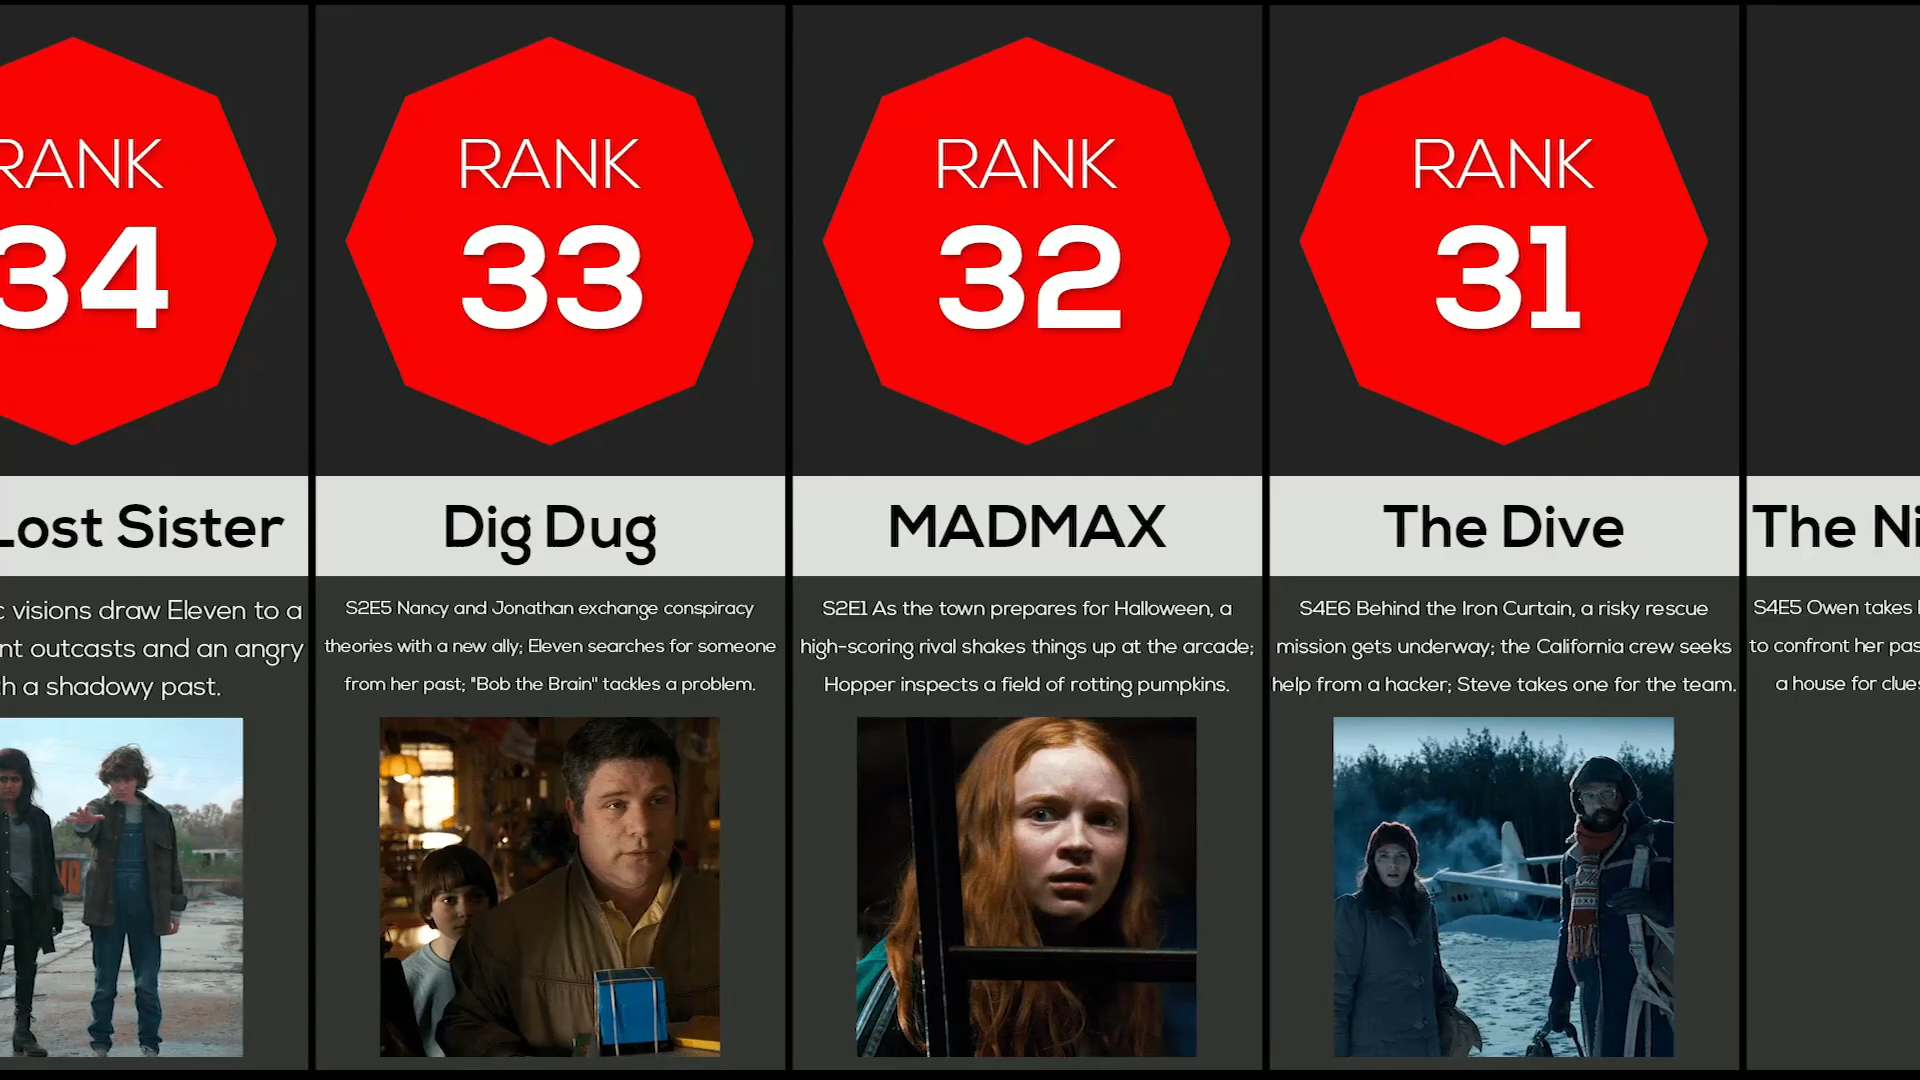 RANK
34
Lost Sister
visions draw Eleven to a
outcasts and an angry
a shadowy past.
RANK
33
Dig Dug
S2E5 Nancy and Jonathan exchange conspiracy
theories with a new ally; Eleven searches for someone
from her past; "Bob the Brain" tackles a problem.
RANK
32
MADMAX
S2E1 As the town prepares for Halloween, a
high-scoring rival shakes things up at the arcade;
Hopper inspects a field of rotting pumpkins.
RANK
31
The Dive
S4E6 Behind the Iron Curtain, a risky rescue
mission gets underway; the California crew seeks
help from a hacker; Steve takes one for the team.
The
S4E5 Owen takes
to confront her
a house for